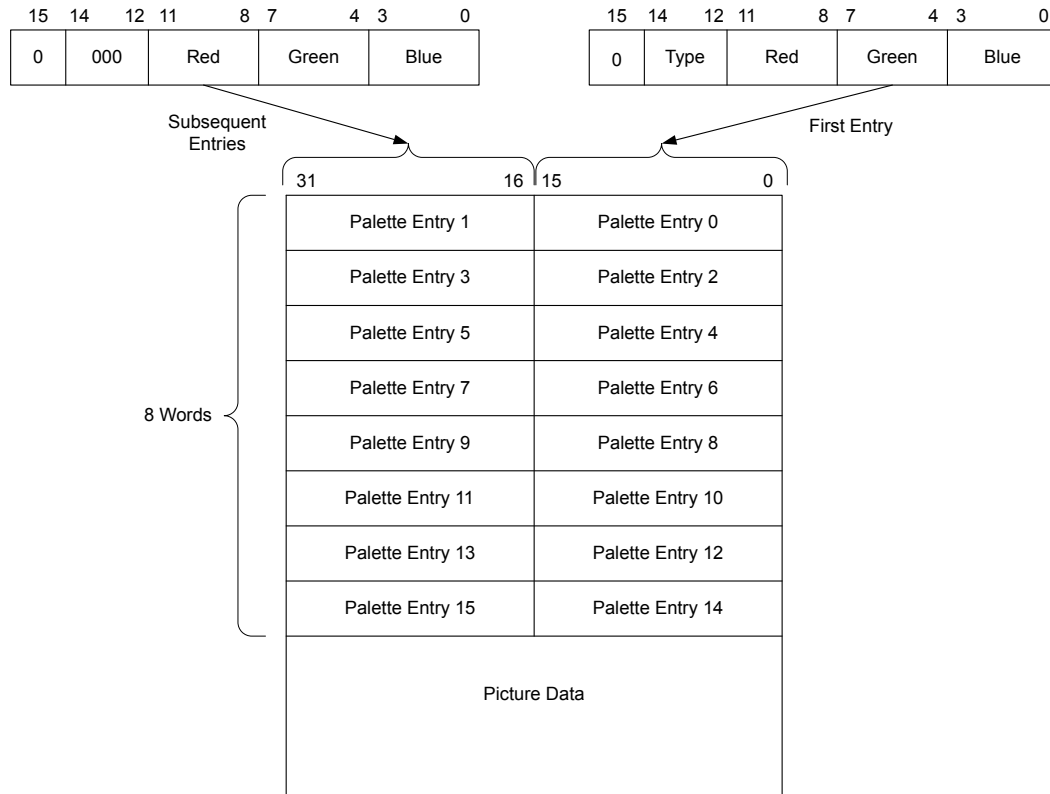 15 14 12 11 8 7 4 3 0
0 000 Red Green Blue
15 14 12 11 8 7 4 3 0
0 Type Red Green Blue
Subsequent
Entries
First Entry
31 16 15 0
Palette Entry 1 Palette Entry 0
Palette Entry 3 Palette Entry 2
Palette Entry 5 Palette Entry 4
Palette Entry 7 Palette Entry 6
8 Words
Palette Entry 9 Palette Entry 8
Palette Entry 11 Palette Entry 10
Palette Entry 13 Palette Entry 12
Palette Entry 15 Palette Entry 14
Picture Data